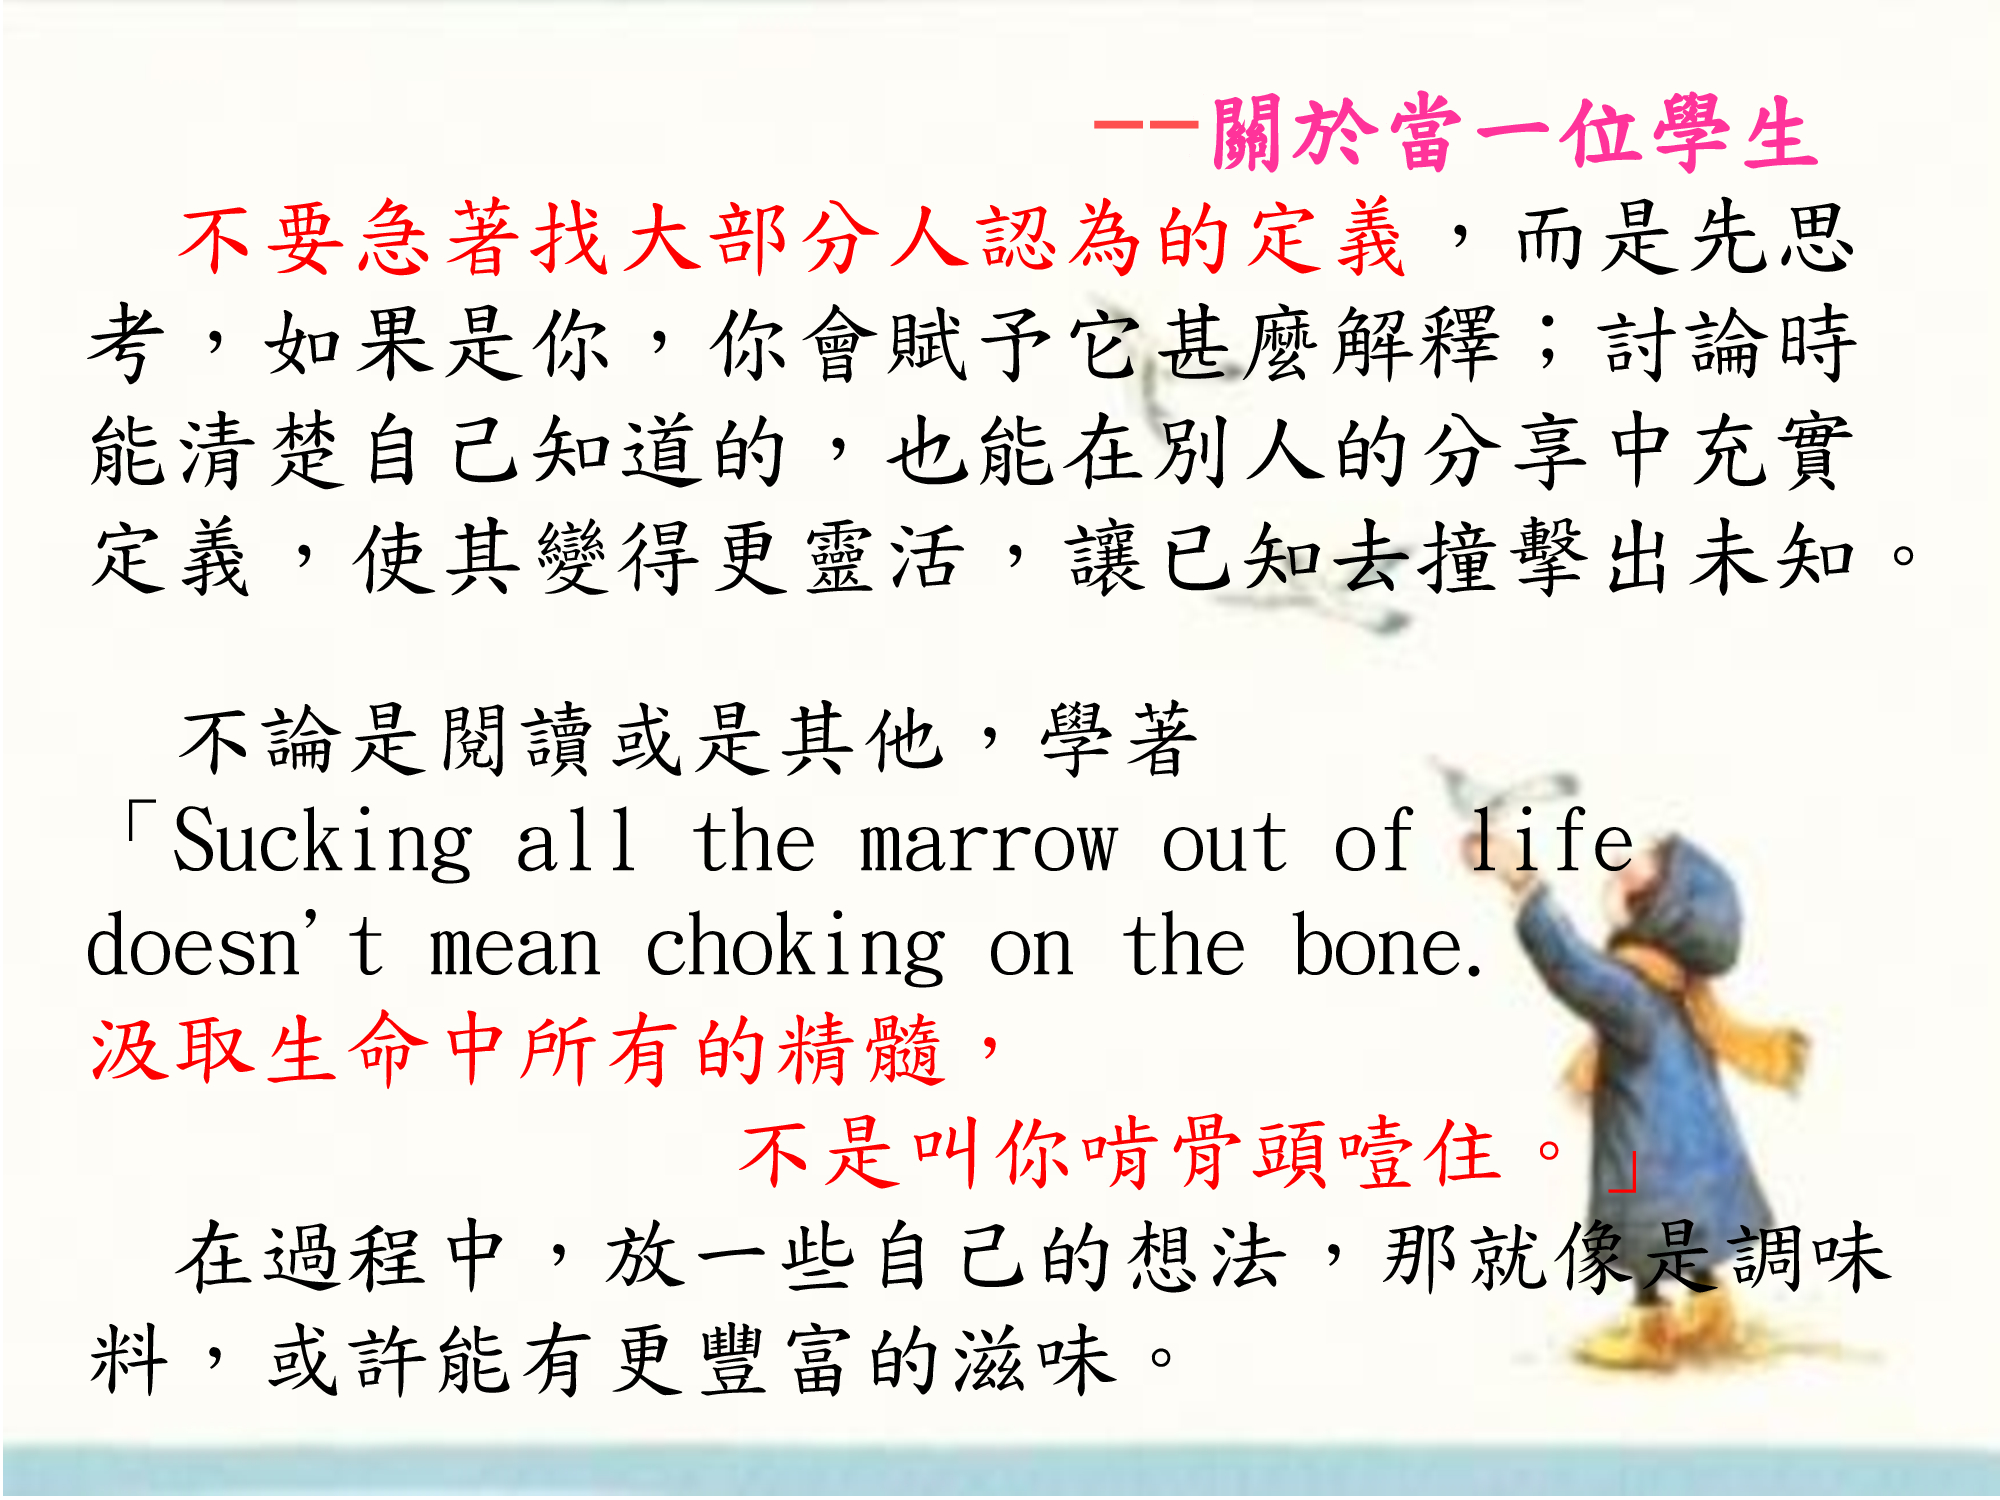 --關於當一位學生
不要急著找大部分人認為的定義，而是先思
考，如果是你，你會賦予它甚麼解釋；討論時
能清楚自己知道的，也能在別人的分享中充實
定義，使其變得更靈活，讓已知去撞擊出未知。
不論是閱讀或是其他，學著
「Sucking all the marrow out of life
doesn't mean choking on the bone.
汲取生命中所有的精髓，
不是叫你啃骨頭噎住。」
在過程中，放一些自己的想法，那就像是調味
料，或許能有更豐富的滋味。